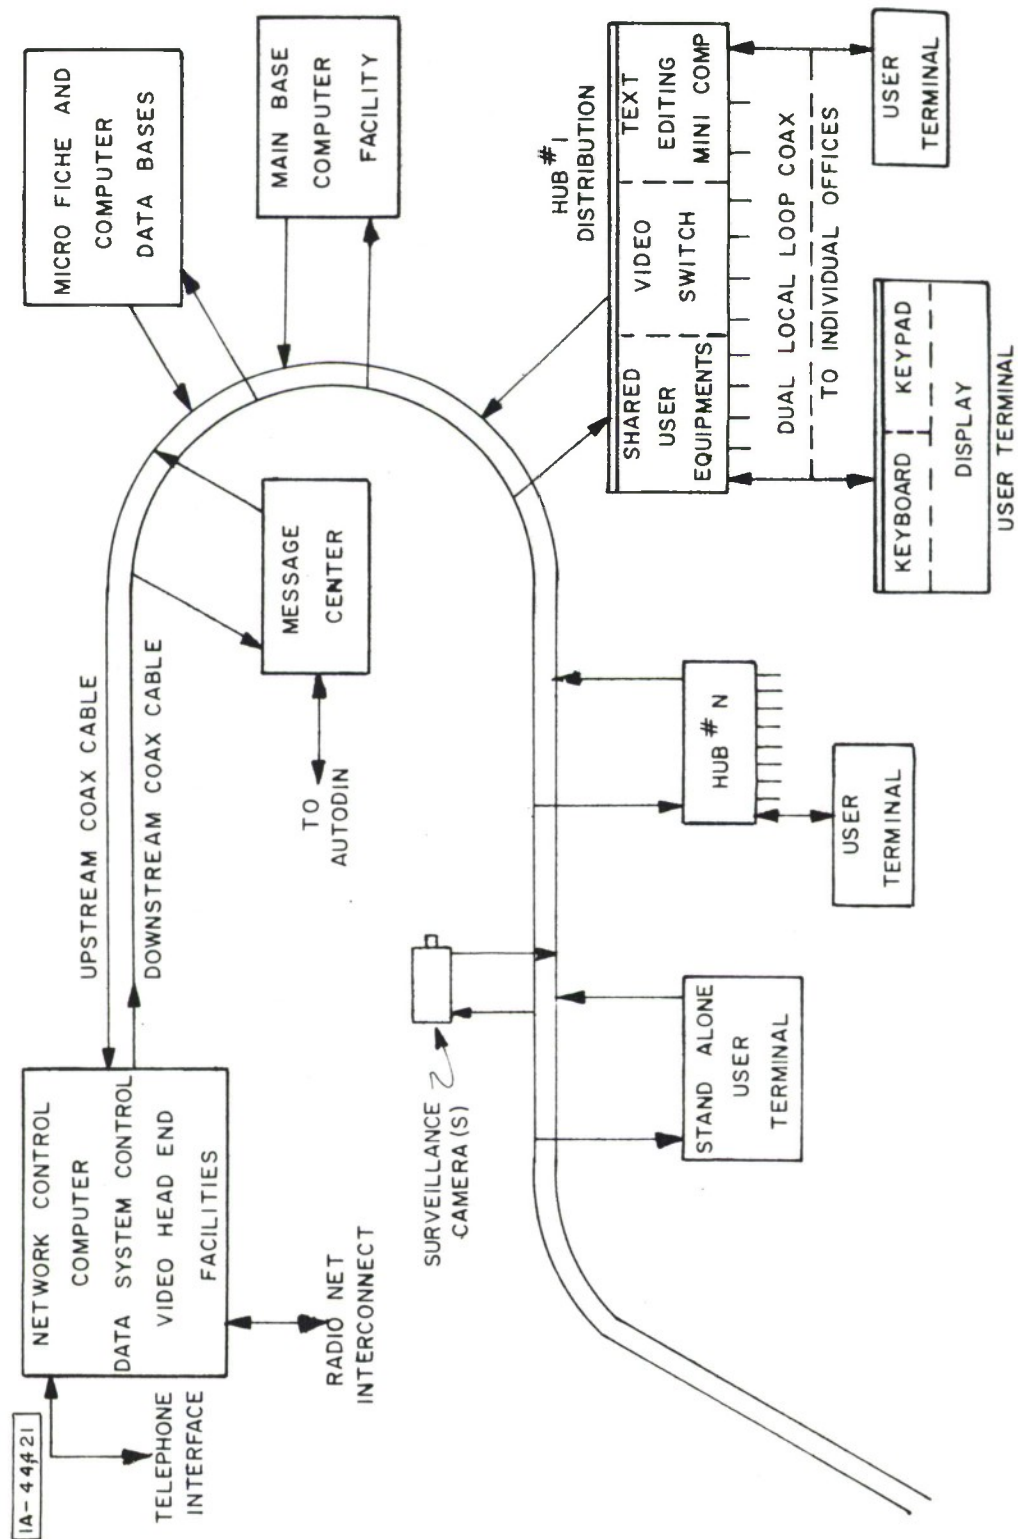 IA-44,421
TELEPHONE
INTERFACE
NETWORK CONTROL
COMPUTER
DATA SYSTEM CONTROL
VIDEO HEAD END
FACILITIES
RADIO NET
INTERCONNECT
UPSTREAM COAX CABLE
DOWNSTREAM COAX CABLE
MICRO FICHE AND
COMPUTER
DATA BASES
MAIN BASE
COMPUTER
FACILITY
MESSAGE
CENTER
TO
AUTODIN
SURVEILLANCE
CAMERA(S)
STAND ALONE
USER
TERMINAL
HUB # N
USER
TERMINAL
HUB # 1
DISTRIBUTION
SHARED
USER
EQUIPMENTS
VIDEO
SWITCH
TEXT
EDITING
MINI COMP
DUAL LOCAL LOOP COAX
TO INDIVIDUAL OFFICES
KEYBOARD
KEYPAD
DISPLAY
USER TERMINAL
USER
TERMINAL